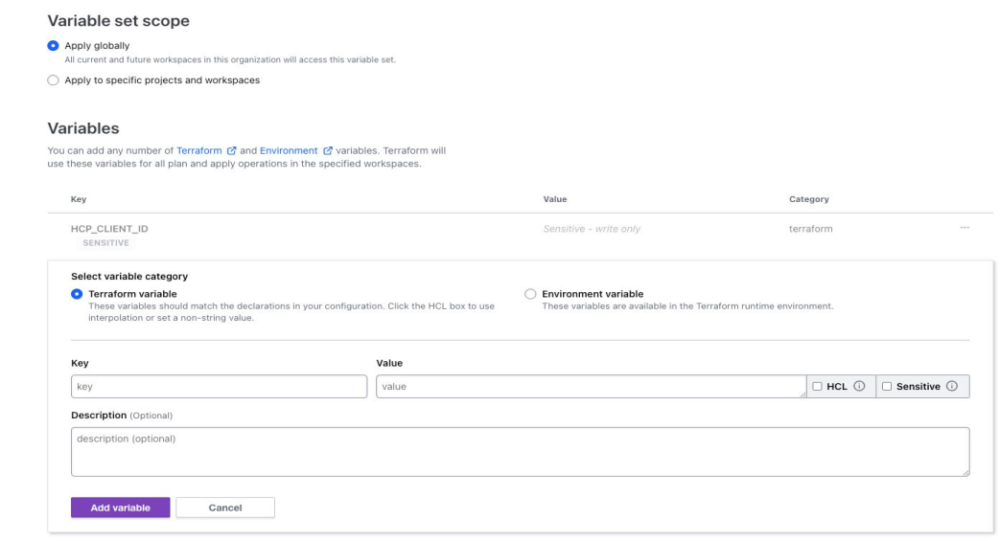 Variable set scope
Apply globally
All current and future workspaces in this organization will access this variable set.
Apply to specific projects and workspaces
Variables
You can add any number of Terraform and Environment variables. Terraform will
use these variables for all plan and apply operations in the specified workspaces.
Key Value Category
HCP_CLIENT_ID Sensitive - write only terraform ...
SENSITIVE
Select variable category
Terraform variable
These variables should match the declarations in your configuration. Click the HCL box to use
interpolation or set a non-string value.
Environment variable
These variables are available in the Terraform runtime environment.
Key Value
key value HCL Sensitive
Description (Optional)
description (optional)
Add variable Cancel